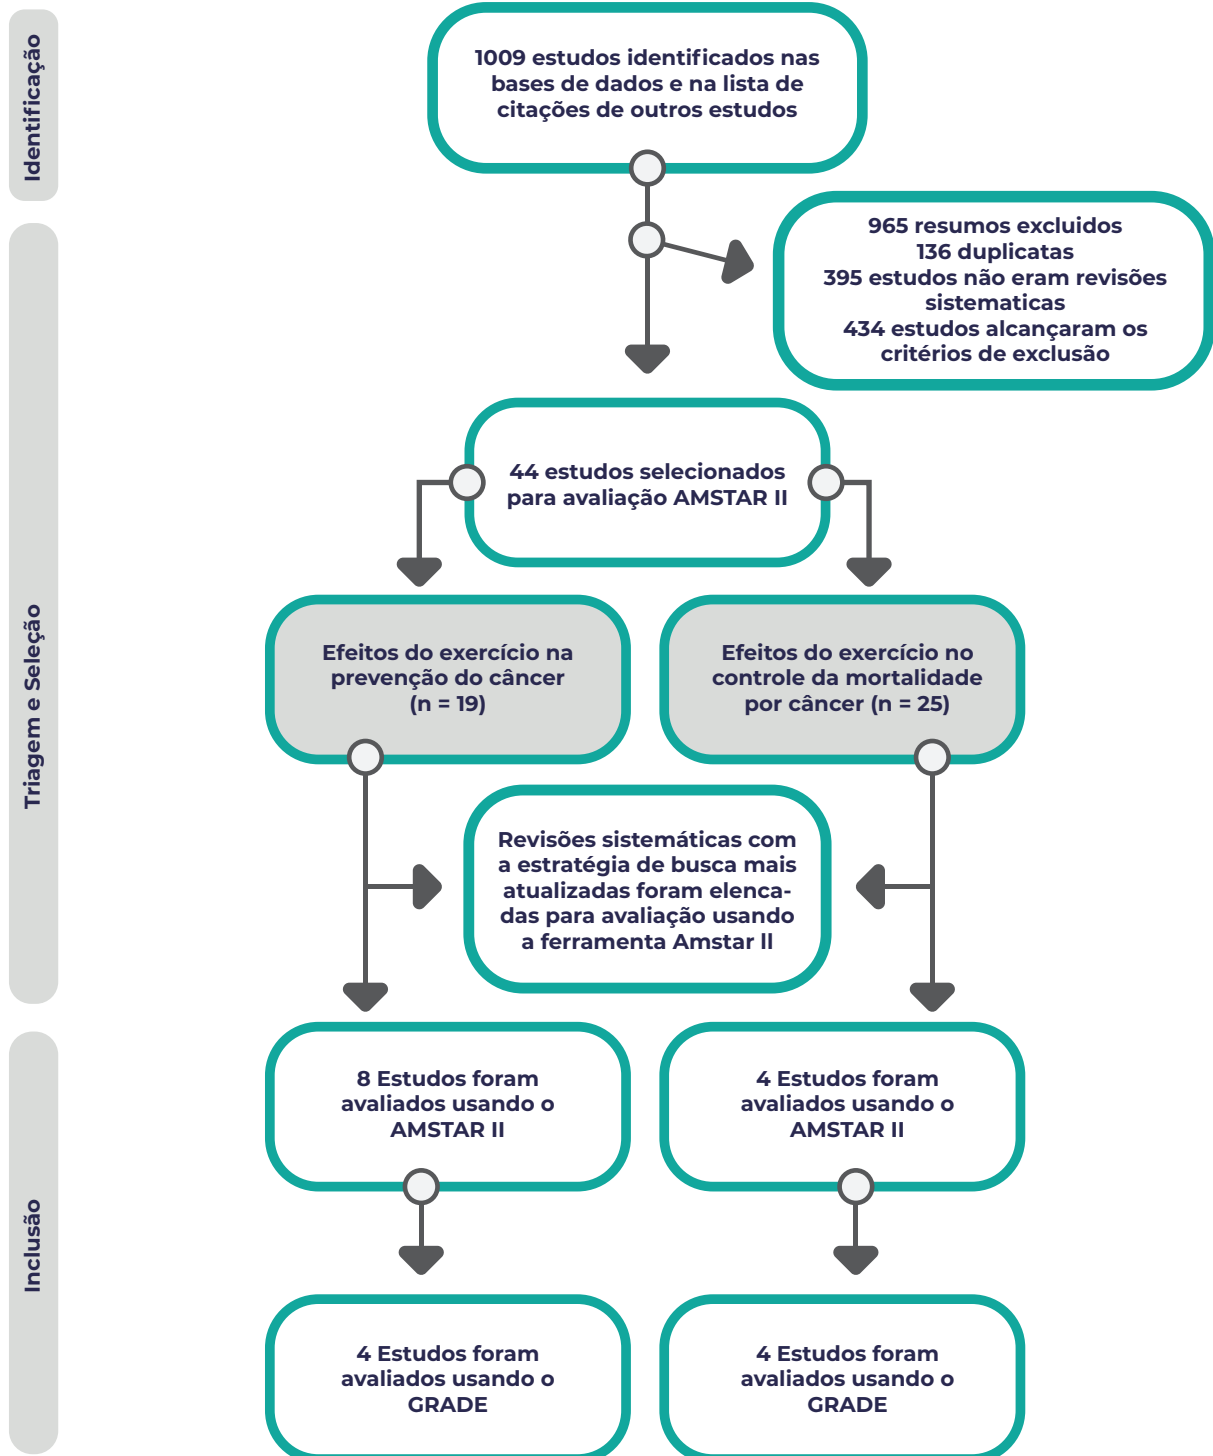 Identificação
1009 estudos identificados nas
bases de dados e na lista de
citações de outros estudos
965 resumos excluidos
136 duplicatas
395 estudos não eram revisões
sistematicas
434 estudos alcançaram os
critérios de exclusão
Triagem e Seleção
44 estudos selecionados
para avaliação AMSTAR II
Efeitos do exercício na
prevenção do câncer
(n = 19)
Efeitos do exercício no
controle da mortalidade
por câncer (n = 25)
Revisões sistemáticas com
a estratégia de busca mais
atualizadas foram elenca-
das para avaliação usando
a ferramenta Amstar ll
Inclusão
8 Estudos foram
avaliados usando o
AMSTAR II
4 Estudos foram
avaliados usando o
AMSTAR II
4 Estudos foram
avaliados usando o
GRADE
4 Estudos foram
avaliados usando o
GRADE